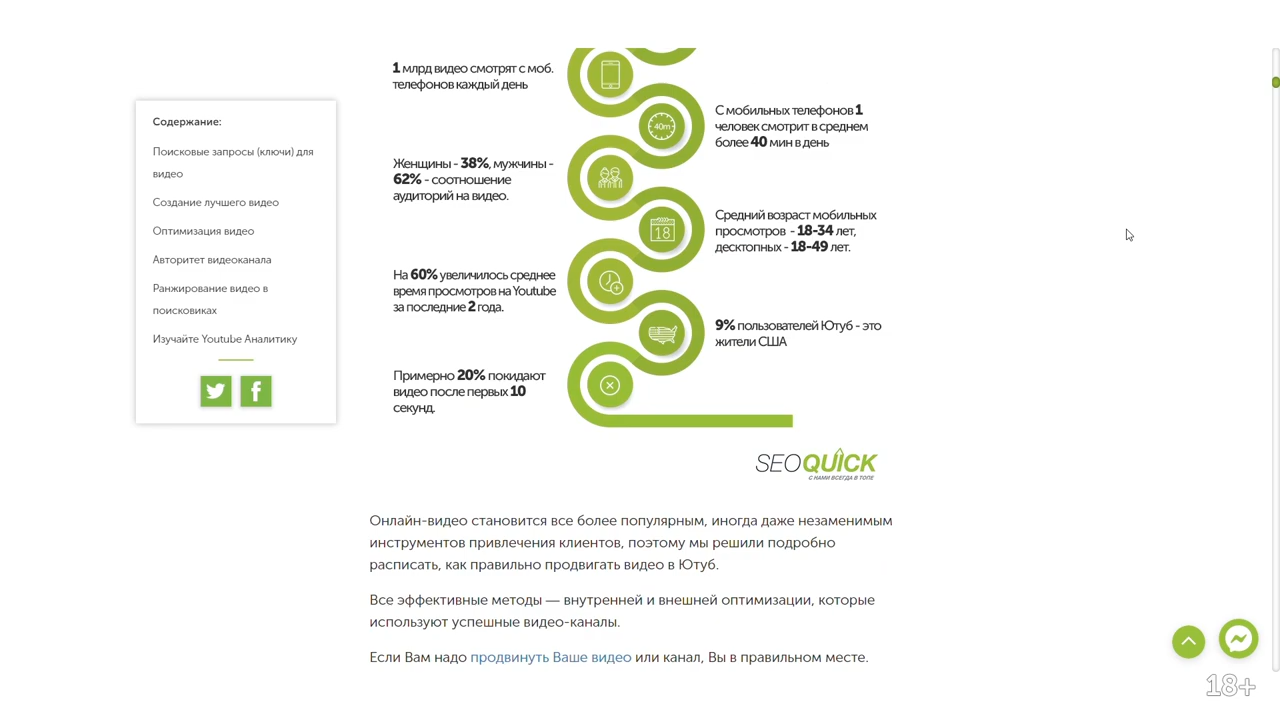 Содержание:
Поисковые запросы (ключи) для
видео
Создание лучшего видео
Оптимизация видео
Авторитет видеоканала
Ранжирование видео в
поисковиках
Изучайте Youtube Аналитику
1 млрд видео смотрят с моб.
телефонов каждый день
40m
С мобильных телефонов 1
человек смотрит в среднем
более 40 мин в день
Женщины - 38%, мужчины -
62% - соотношение
аудиторий на видео.
18
Средний возраст мобильных
просмотров - 18-34 лет,
десктопных - 18-49 лет.
На 60% увеличилось среднее
время просмотров на Youtube
за последние 2 года.
9% пользователей Ютуб - это
жители США
Примерно 20% покидают
видео после первых 10
секунд.
SEOQUICK
С НАМИ ВСЕГДА В ТОПЕ
Онлайн-видео становится все более популярным, иногда даже незаменимым
инструментов привлечения клиентов, поэтому мы решили подробно
расписать, как правильно продвигать видео в Ютуб.
Все эффективные методы — внутренней и внешней оптимизации, которые
используют успешные видео-каналы.
Если Вам надо продвинуть Ваше видео или канал, Вы в правильном месте.
18+